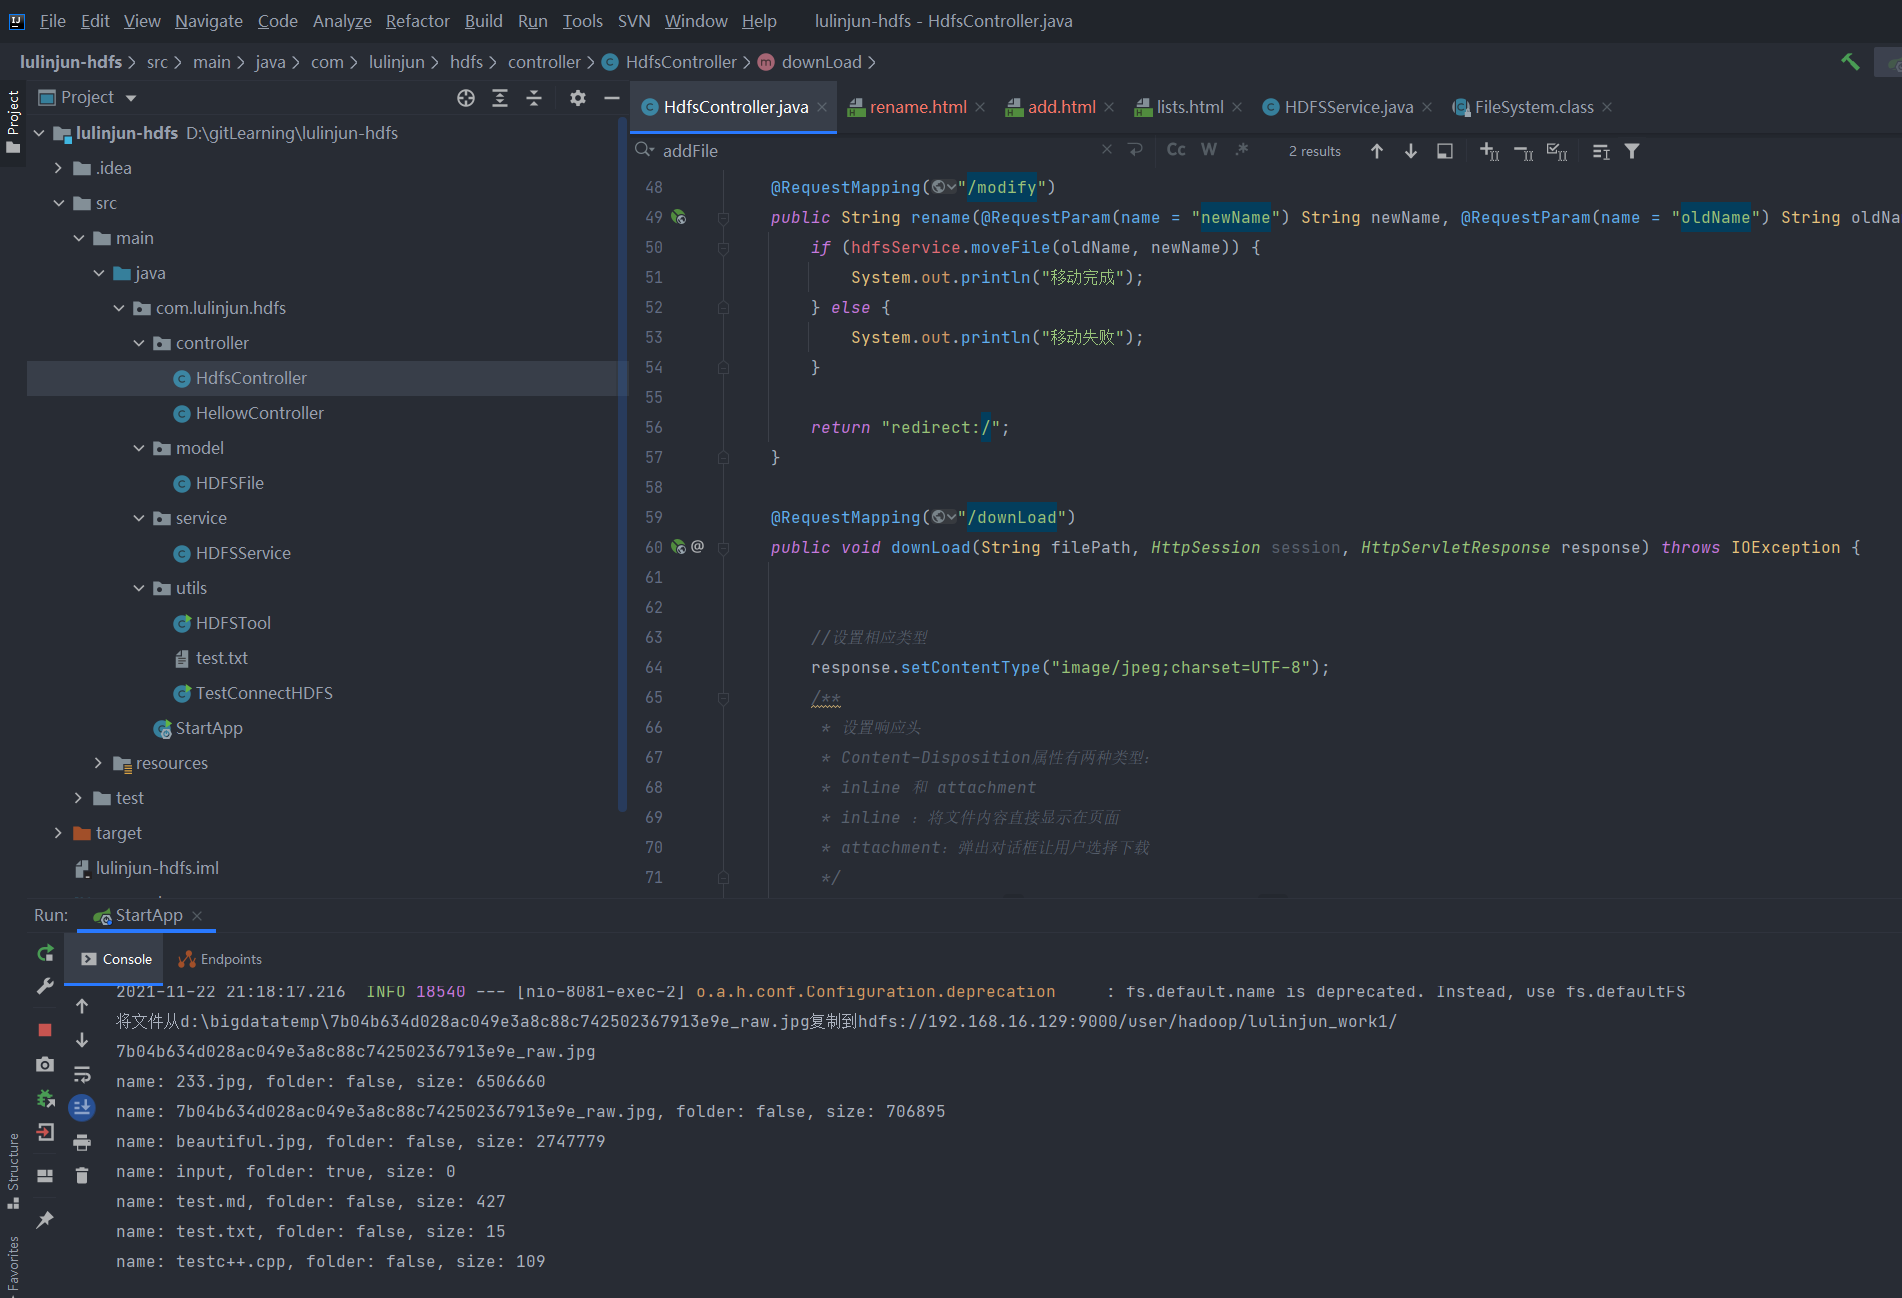 File Edit View Navigate Code Analyze Refactor Build Run Tools SVN Window Help lulinjun-hdfs - HdfsController.java
lulinjun-hdfs src main java com lulinjun hdfs controller HdfsController downLoad
Project
Project
HdfsController.java rename.html add.html lists.html HDFSService.java FileSystem.class
addFile Cc W .* 2 results
lulinjun-hdfs D:\gitLearning\lulinjun-hdfs
.idea
src
main
java
com.lulinjun.hdfs
controller
HdfsController
HellowController
model
HDFSFile
service
HDFSService
utils
HDFSTool
test.txt
TestConnectHDFS
StartApp
resources
test
target
lulinjun-hdfs.iml
48 @RequestMapping("/modify")
49 public String rename(@RequestParam(name = "newName") String newName, @RequestParam(name = "oldName") String oldNa
50 if (hdfsService.moveFile(oldName, newName)) {
51 System.out.println("移动完成");
52 } else {
53 System.out.println("移动失败");
54 }
55
56 return "redirect:/";
57 }
58
59 @RequestMapping("/downLoad")
60 @ public void downLoad(String filePath, HttpSession session, HttpServletResponse response) throws IOException {
61
62
63 //设置相应类型
64 response.setContentType("image/jpeg;charset=UTF-8");
65 /**
66 * 设置响应头
67 * Content-Disposition属性有两种类型:
68 * inline 和 attachment
69 * inline : 将文件内容直接显示在页面
70 * attachment: 弹出对话框让用户选择下载
71 */
Run: StartApp
Console Endpoints
2021-11-22 21:18:17.216 INFO 18540 --- [nio-8081-exec-2] o.a.h.conf.Configuration.deprecation : fs.default.name is deprecated. Instead, use fs.defaultFS
将文件从d:\bigdatatemp\7b04b634d028ac049e3a8c88c742502367913e9e_raw.jpg复制到hdfs://192.168.16.129:9000/user/hadoop/lulinjun_work1/
7b04b634d028ac049e3a8c88c742502367913e9e_raw.jpg
name: 233.jpg, folder: false, size: 6506660
name: 7b04b634d028ac049e3a8c88c742502367913e9e_raw.jpg, folder: false, size: 706895
name: beautiful.jpg, folder: false, size: 2747779
name: input, folder: true, size: 0
name: test.md, folder: false, size: 427
name: test.txt, folder: false, size: 15
name: testc++.cpp, folder: false, size: 109
Structure
Favorites